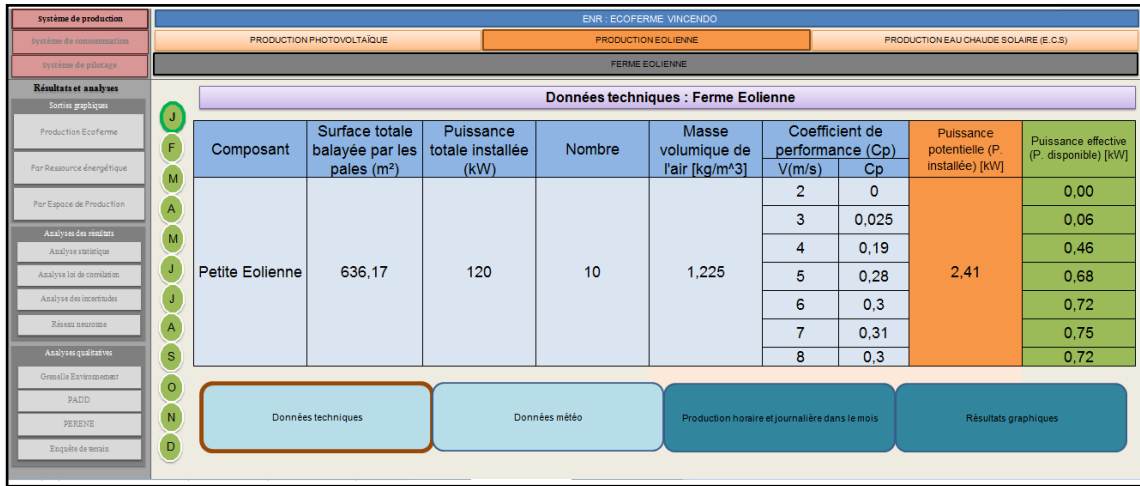 Système de production
Système de consommation
Système de pilotage
ENR : ECOFERME VINCENDO
PRODUCTION PHOTOVOLTAÏQUE
PRODUCTION EOLIENNE
PRODUCTION EAU CHAUDE SOLAIRE (E.C.S)
FERME EOLIENNE
Résultats et analyses
Sorties graphiques
Production Ecoferme
Par Ressource énergétique
Par Espace de Production
Analyses des résultats
Analyse statistique
Analyse loi de corrélation
Analyse des incertitudes
Réseau neuronne
Analyses qualitatives
Grenelle Environnement
PADD
PERENE
Enquête de terrain
J
F
M
A
M
J
J
A
S
O
N
D
Données techniques : Ferme Eolienne
Composant
Surface totale
balayée par les
pales (m²)
Puissance
totale installée
(kW)
Nombre
Masse
volumique de
l'air [kg/m^3]
Coefficient de
performance (Cp)
V(m/s)
Cp
Puissance
potentielle (P.
installée) [kW]
Puissance effective
(P. disponible) [kW]
Petite Eolienne
636,17
120
10
1,225
2
0
3
0,025
4
0,19
5
0,28
6
0,3
7
0,31
8
0,3
2,41
0,00
0,06
0,46
0,68
0,72
0,75
0,72
Données techniques
Données météo
Production horaire et journalière dans le mois
Résultats graphiques